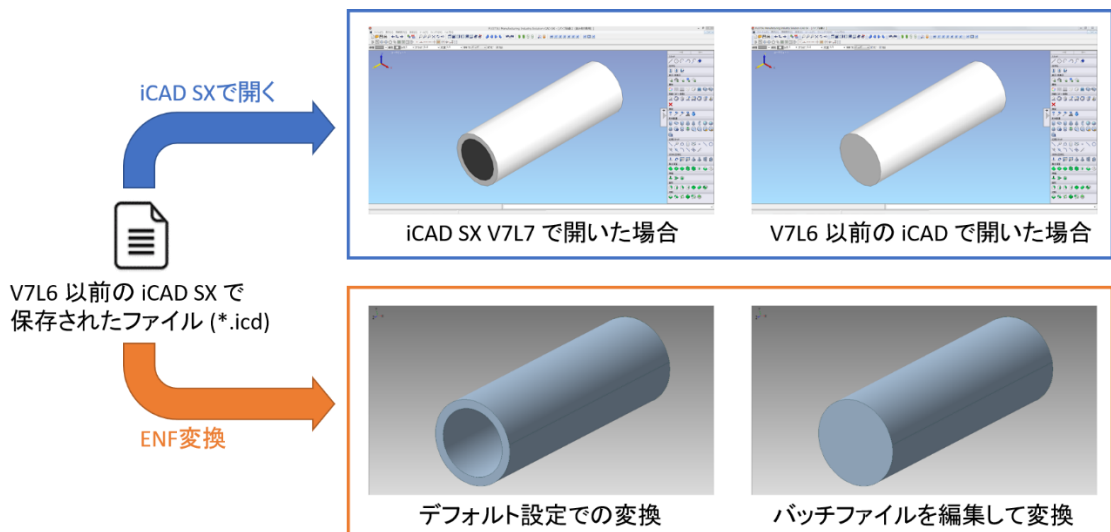 iCAD SXで開く
iCAD SX V7L7 で開いた場合
V7L6 以前の iCAD で開いた場合
V7L6 以前の iCAD SX で
保存されたファイル (*.icd)
ENF変換
デフォルト設定での変換
バッチファイルを編集して変換